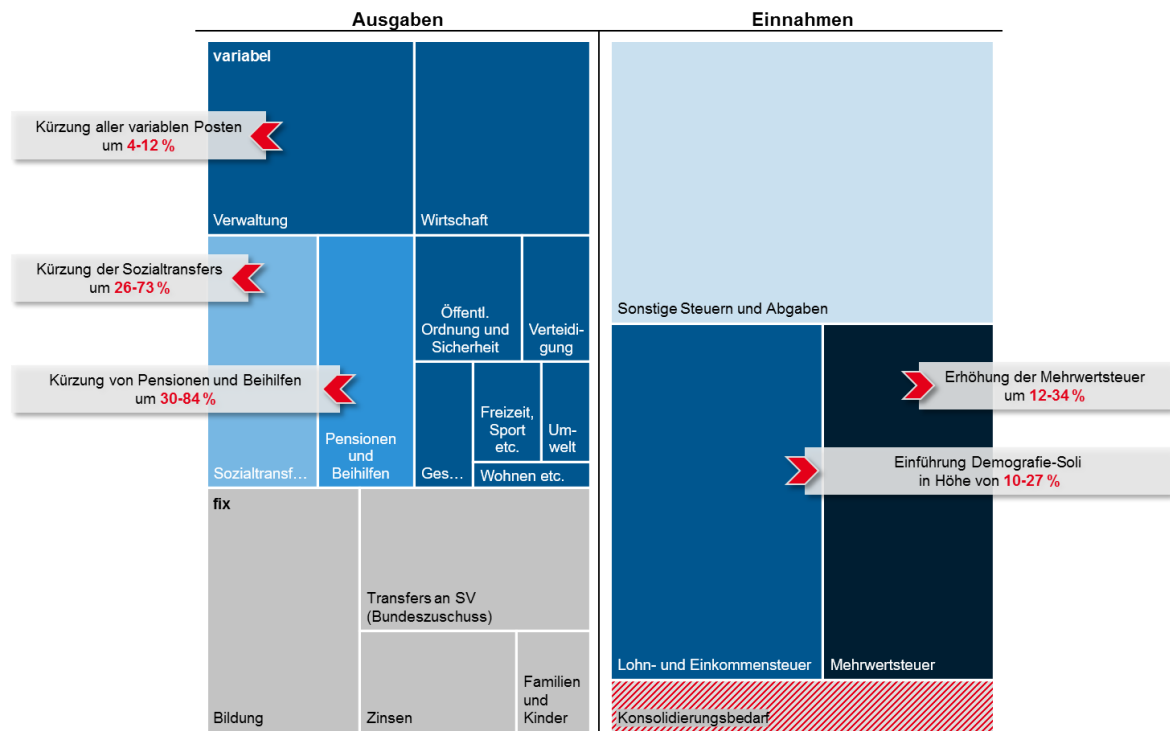 Ausgaben
Einnahmen
variabel
Kürzung aller variablen Posten
um 4-12 %
Verwaltung
Wirtschaft
Kürzung der Sozialtransfers
um 26-73 %
Öffentl.
Ordnung und
Sicherheit
Verteidi-
gung
Sonstige Steuern und Abgaben
Kürzung von Pensionen und Beihilfen
um 30-84 %
Erhöhung der Mehrwertsteuer
um 12-34 %
Freizeit,
Sport
etc.
Um-
welt
Pensionen
und
Beihilfen
Sozialtransf...
Ges...
Wohnen etc.
Einführung Demografie-Soli
in Höhe von 10-27 %
fix
Transfers an SV
(Bundeszuschuss)
Lohn- und Einkommensteuer
Mehrwertsteuer
Bildung
Zinsen
Familien
und
Kinder
Konsolidierungsbedarf